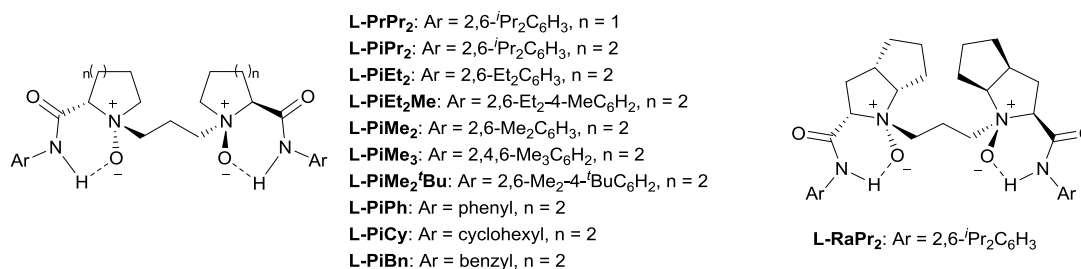 n n
O N + + N O
Ar N H O − O − H N Ar
L-PrPr₂: Ar = 2,6-ⁱPr₂C₆H₃, n = 1
L-PiPr₂: Ar = 2,6-ⁱPr₂C₆H₃, n = 2
L-PiEt₂: Ar = 2,6-Et₂C₆H₃, n = 2
L-PiEt₂Me: Ar = 2,6-Et₂-4-MeC₆H₂, n = 2
L-PiMe₂: Ar = 2,6-Me₂C₆H₃, n = 2
L-PiMe₃: Ar = 2,4,6-Me₃C₆H₂, n = 2
L-PiMe₂ᵗBu: Ar = 2,6-Me₂-4-ᵗBuC₆H₂, n = 2
L-PiPh: Ar = phenyl, n = 2
L-PiCy: Ar = cyclohexyl, n = 2
L-PiBn: Ar = benzyl, n = 2
O N + + N O
Ar N H O − O − H N Ar
L-RaPr₂: Ar = 2,6-ⁱPr₂C₆H₃